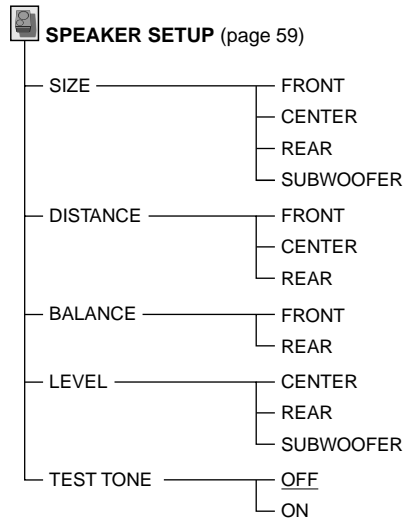 SPEAKER SETUP (page 59)
SIZE FRONT
CENTER
REAR
SUBWOOFER
DISTANCE FRONT
CENTER
REAR
BALANCE FRONT
REAR
LEVEL CENTER
REAR
SUBWOOFER
TEST TONE OFF
ON